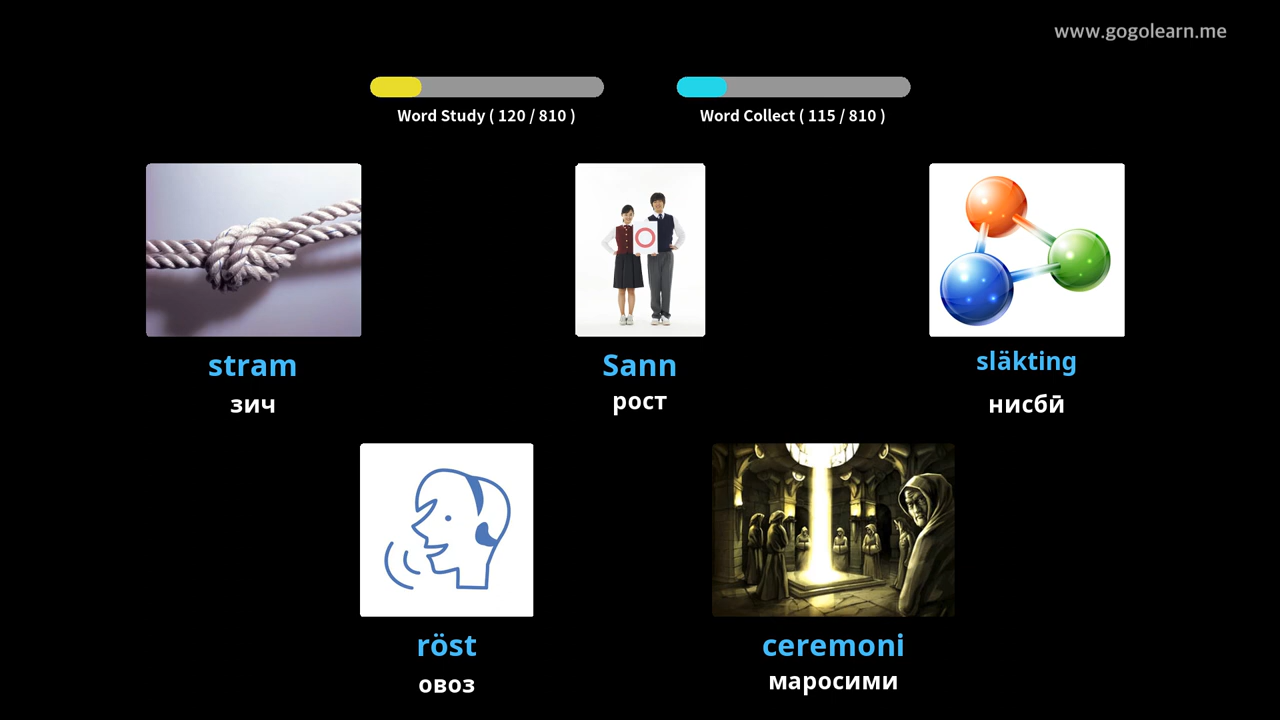 www.gogolearn.me
Word Study ( 120 / 810 )
Word Collect ( 115 / 810 )
stram
зич
Sann
рост
släkting
нисбӣ
röst
овоз
ceremoni
маросими